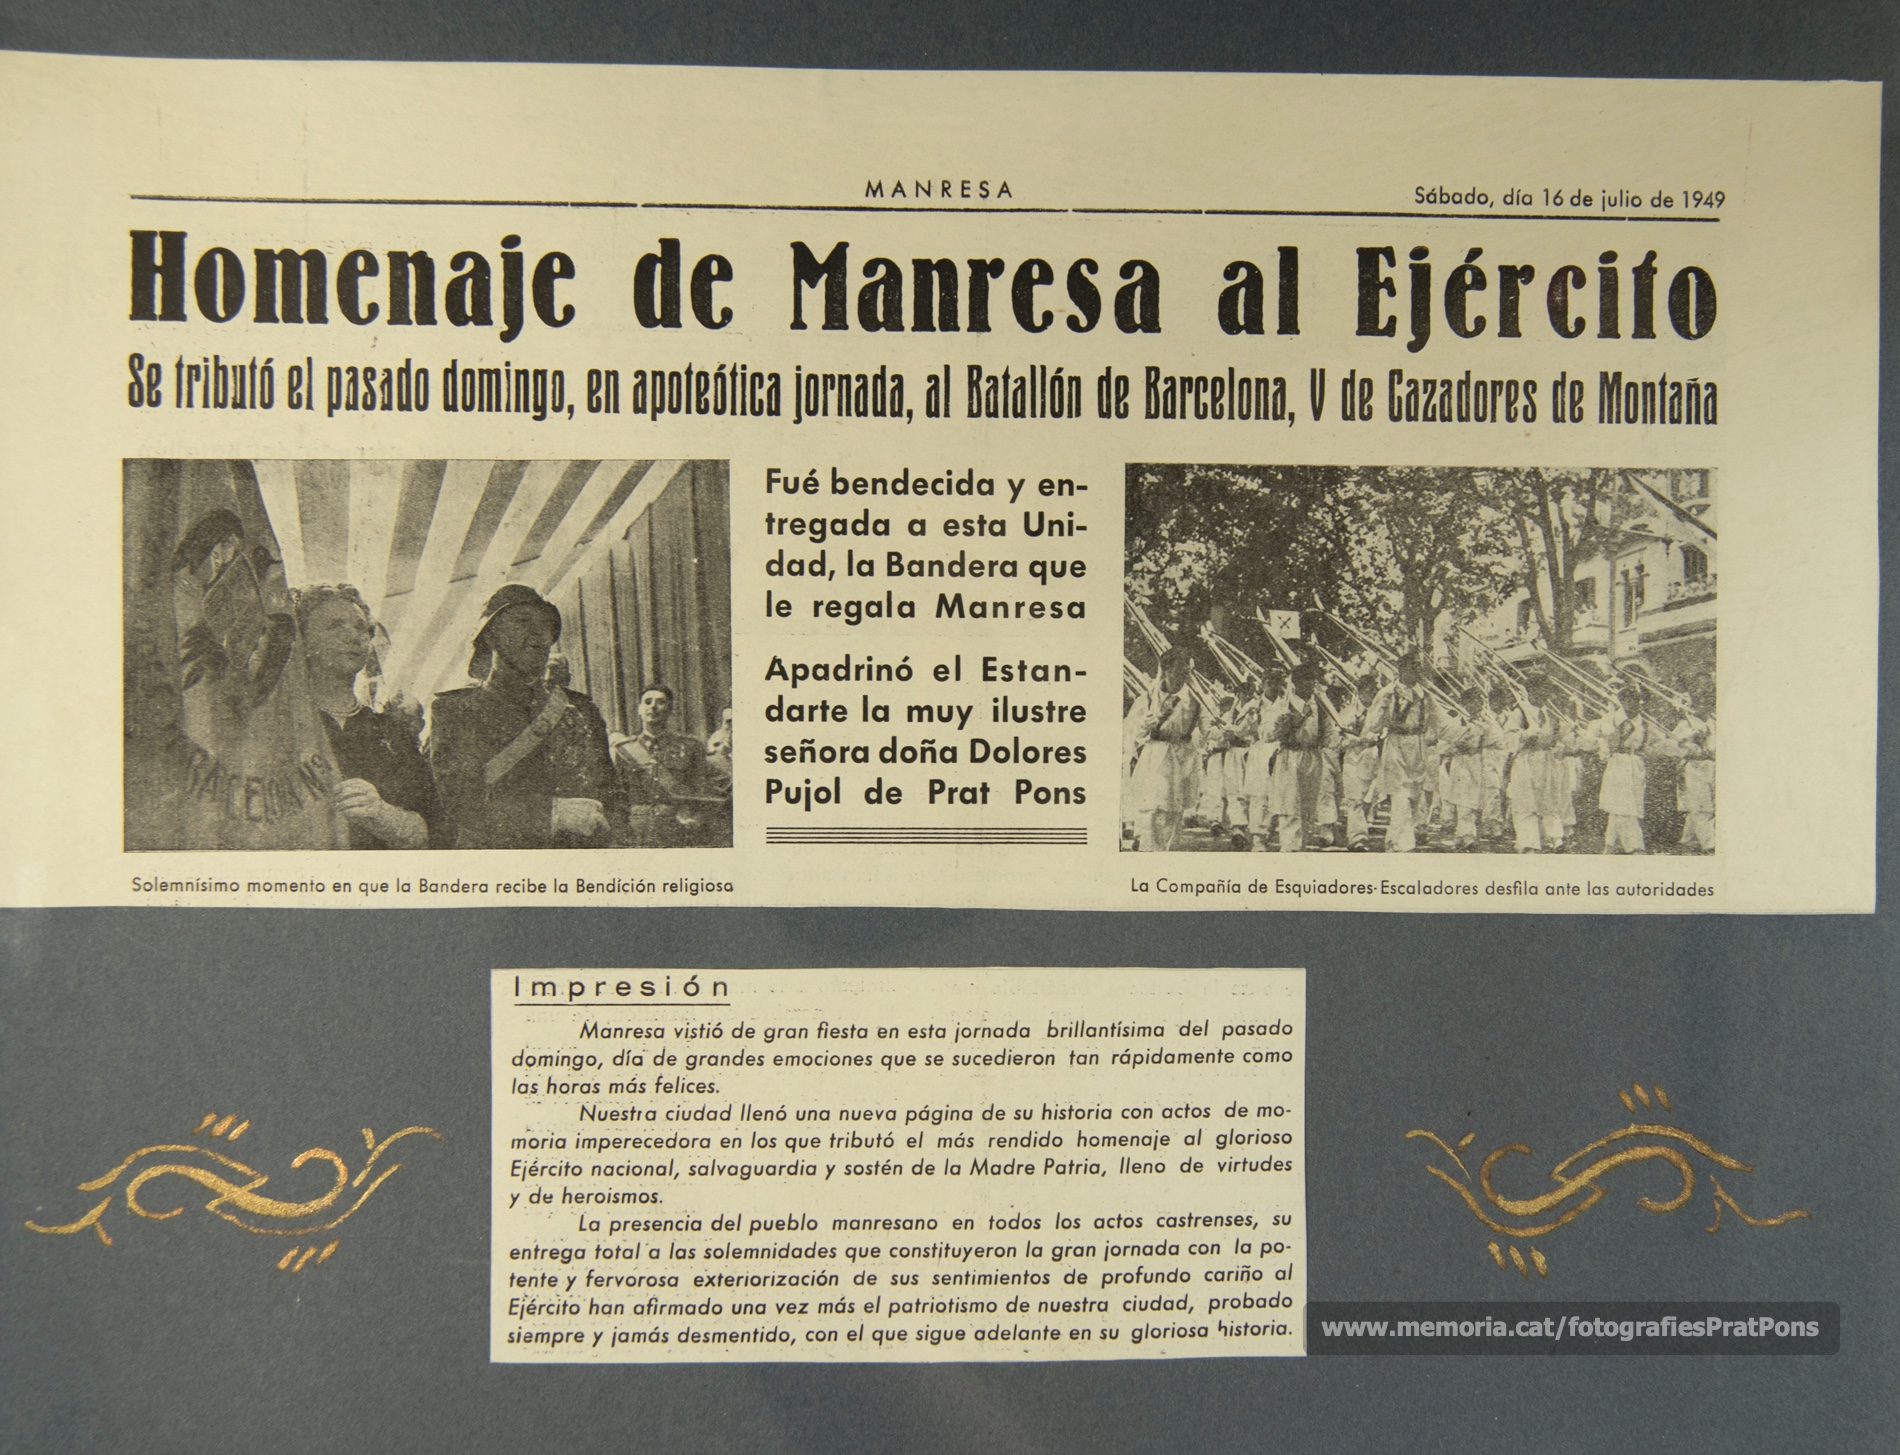 MANRESA
Sábado, día 16 de julio de 1949
Homenaje de Manresa al Ejército
Se tributó el pasado domingo, en apoteótica jornada, al Batallón de Barcelona, V de Cazadores de Montaña
Fué bendecida y en-
tregada a esta Uni-
dad, la Bandera que
le regala Manresa
Apadrinó el Estan-
darte la muy ilustre
señora doña Dolores
Pujol de Prat Pons
BARCELONA Nº
Solemnísimo momento en que la Bandera recibe la Bendición religiosa
La Compañía de Esquiadores-Escaladores desfila ante las autoridades
Impresión
Manresa vistió de gran fiesta en esta jornada brillantísima del pasado
domingo, día de grandes emociones que se sucedieron tan rápidamente como
las horas más felices.
Nuestra ciudad llenó una nueva página de su historia con actos de me-
moria imperecedora en los que tributó el más rendido homenaje al glorioso
Ejército nacional, salvaguardia y sostén de la Madre Patria, lleno de virtudes
y de heroismos.
La presencia del pueblo manresano en todos los actos castrenses, su
entrega total a las solemnidades que constituyeron la gran jornada con la po-
tente y fervorosa exteriorización de sus sentimientos de profundo cariño al
Ejército han afirmado una vez más el patriotismo de nuestra ciudad, probado
siempre y jamás desmentido, con el que sigue adelante en su gloriosa historia.
www.memoria.cat/fotografiesPratPons